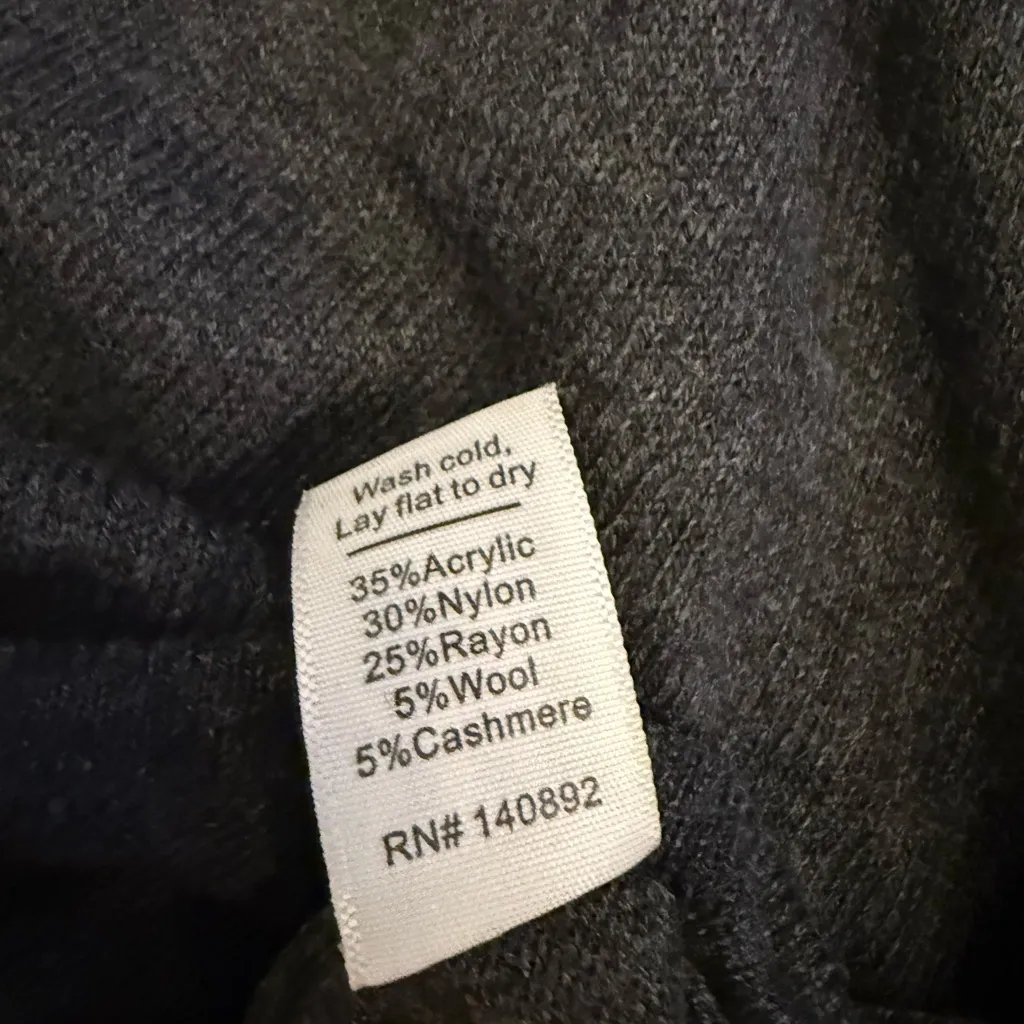 Wash cold,
Lay flat to dry
35%Acrylic
30%Nylon
25%Rayon
5%Wool
5%Cashmere
RN# 140892